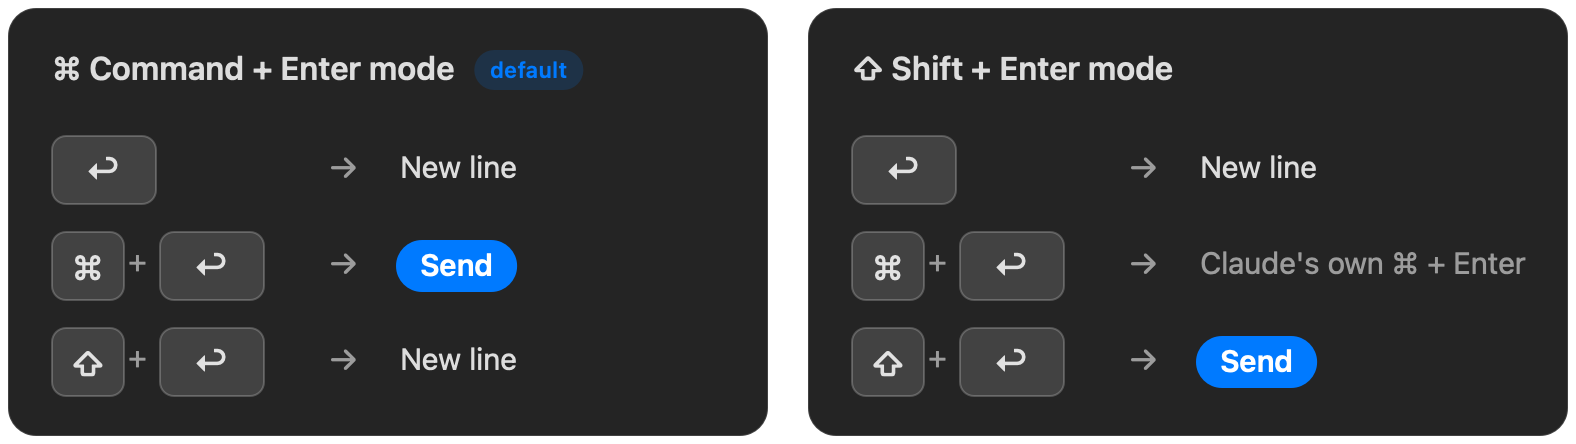 ⌘ Command + Enter mode default
↩ → New line
⌘ + ↩ → Send
⇧ + ↩ → New line
⇧ Shift + Enter mode
↩ → New line
⌘ + ↩ → Claude's own ⌘ + Enter
⇧ + ↩ → Send